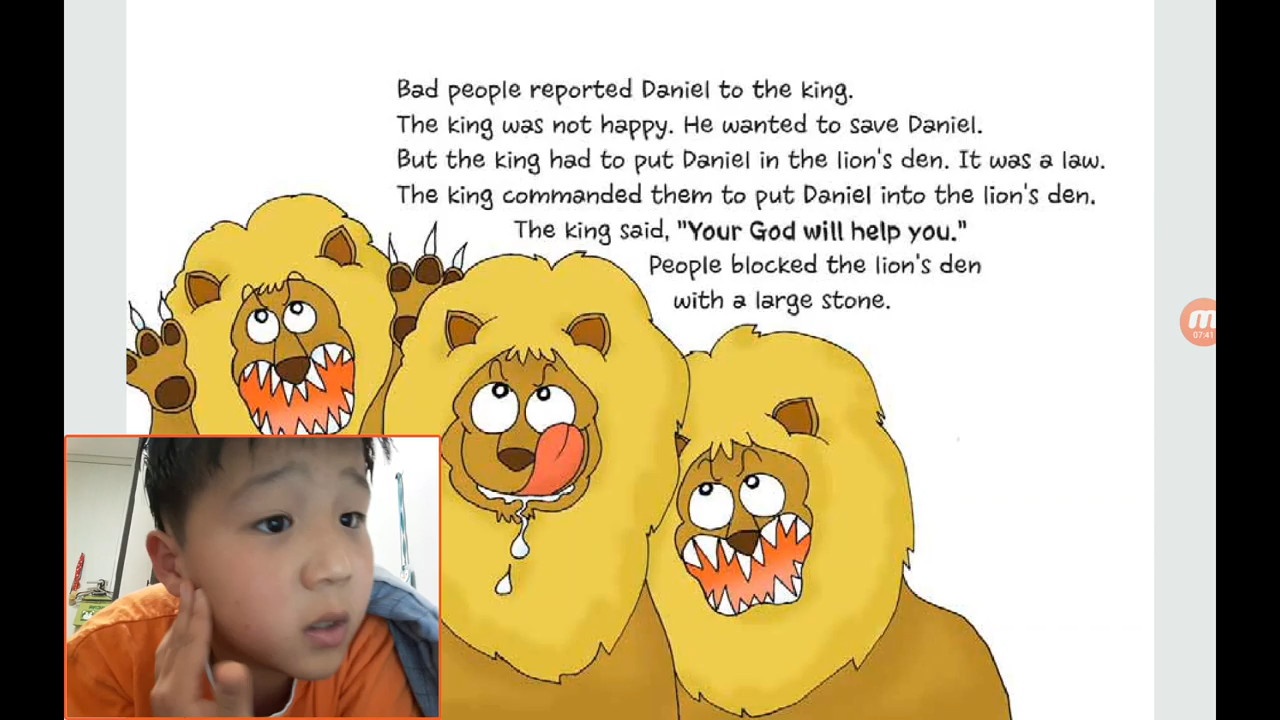 Bad people reported Daniel to the king.
The king was not happy. He wanted to save Daniel.
But the king had to put Daniel in the lion's den. It was a law.
The king commanded them to put Daniel into the lion's den.
The king said, "Your God will help you."
People blocked the lion's den
with a large stone.
07:41